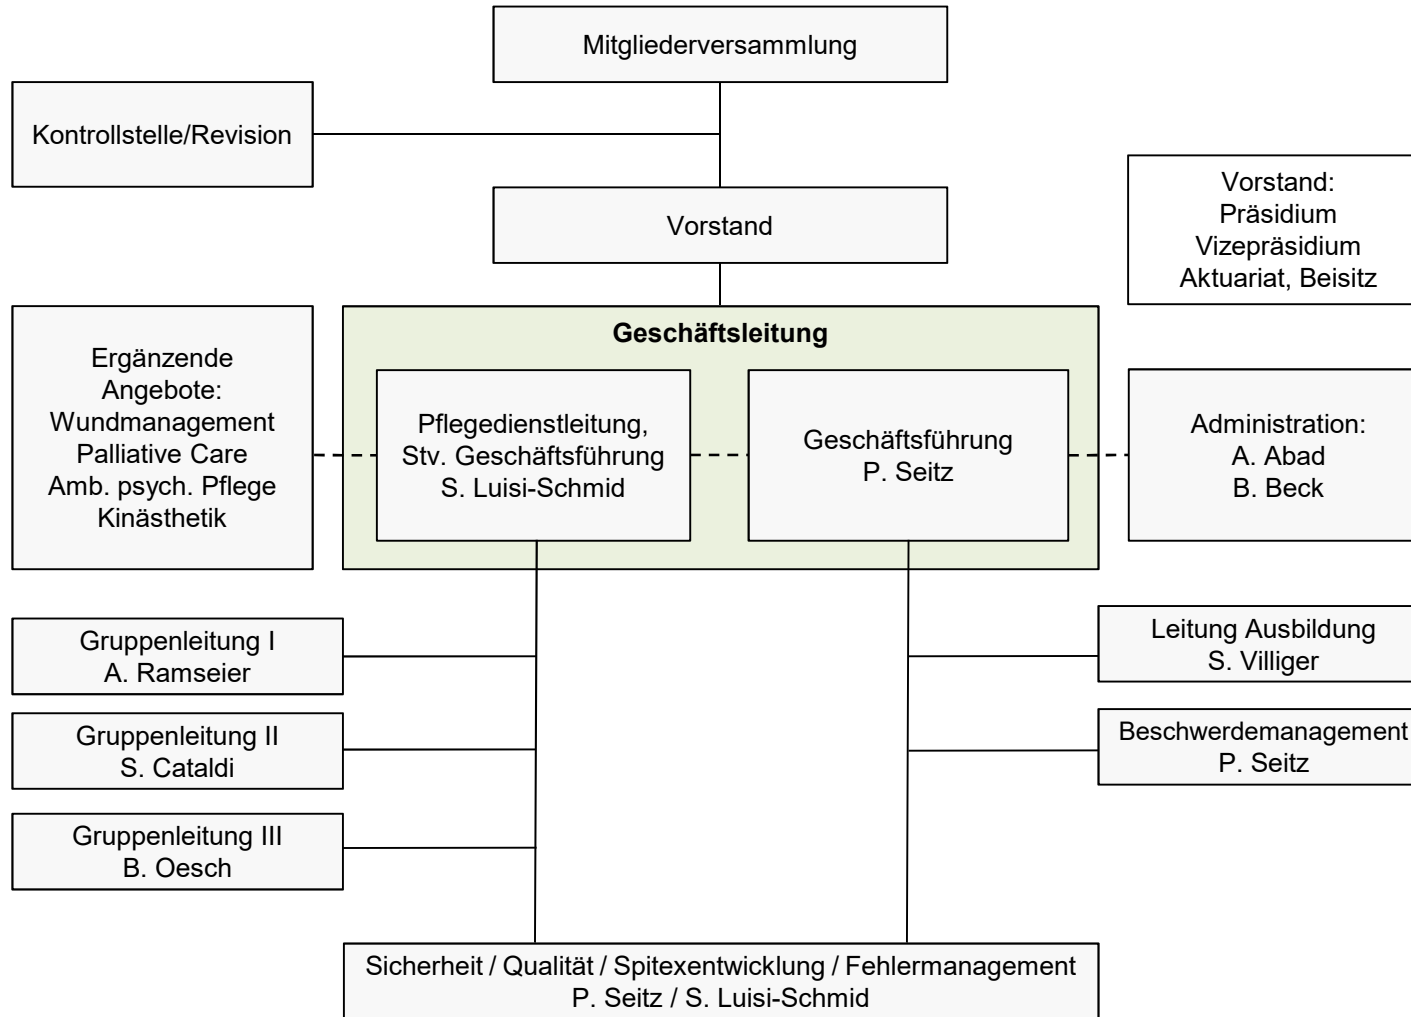 Mitgliederversammlung
Kontrollstelle/Revision
Vorstand
Vorstand:
Präsidium
Vizepräsidium
Aktuariat, Beisitz
Geschäftsleitung
Ergänzende
Angebote:
Wundmanagement
Palliative Care
Amb. psych. Pflege
Kinästhetik
Pflegedienstleitung,
Stv. Geschäftsführung
S. Luisi-Schmid
Geschäftsführung
P. Seitz
Administration:
A. Abad
B. Beck
Gruppenleitung I
A. Ramseier
Leitung Ausbildung
S. Villiger
Gruppenleitung II
S. Cataldi
Beschwerdemanagement
P. Seitz
Gruppenleitung III
B. Oesch
Sicherheit / Qualität / Spitexentwicklung / Fehlermanagement
P. Seitz / S. Luisi-Schmid